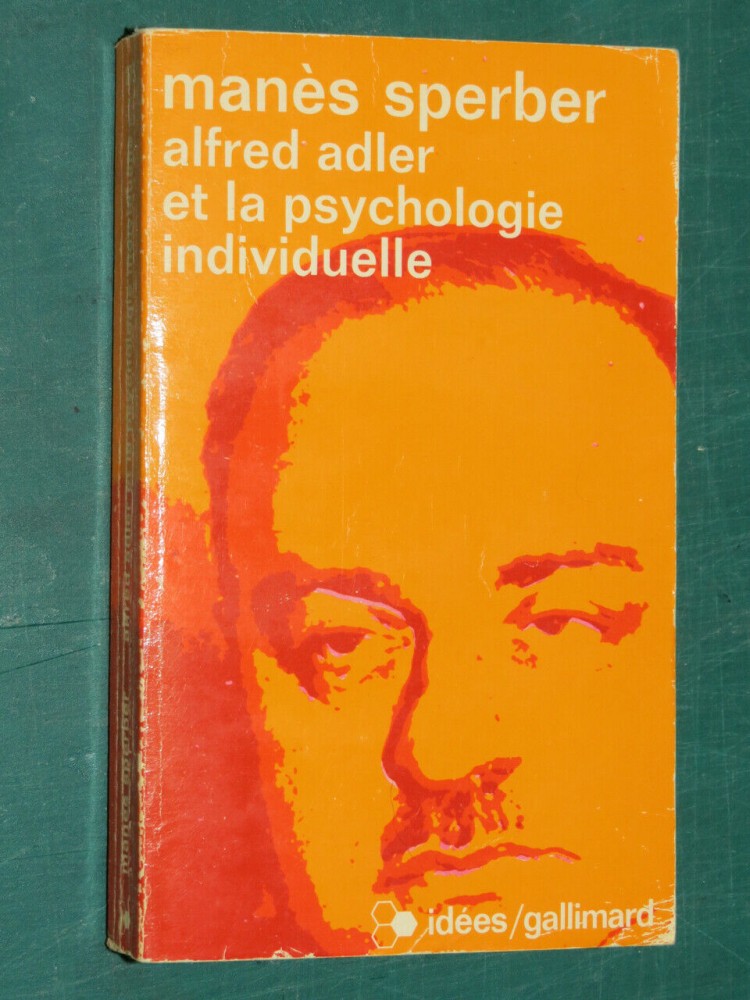 manès sperber
alfred adler
et la psychologie
individuelle
idées/gallimard